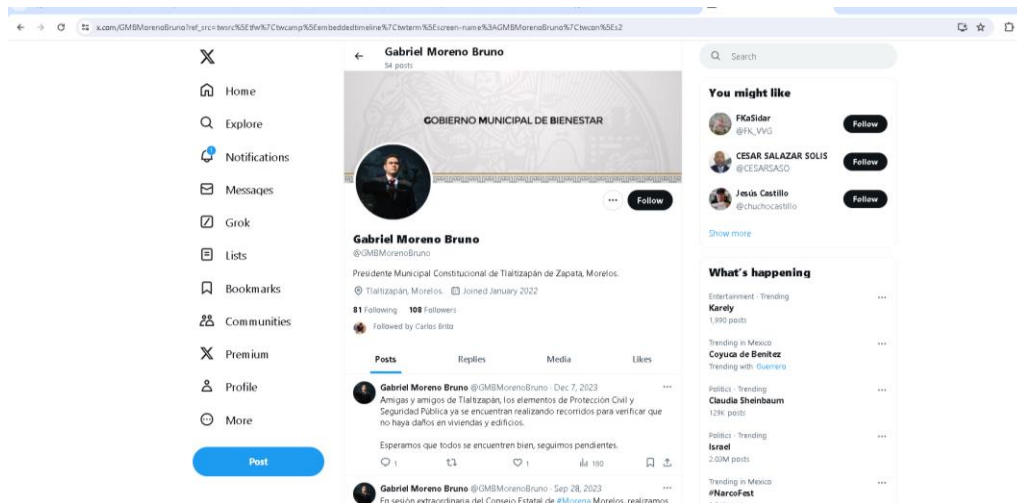 x.com/GMBMorenoBruno?ref_src=twsrc%5Etfw%7Ctwcamp%5Eembeddedtimeline%7Ctwterm%5Escreen-name%3AGMBMorenoBruno%7Ctwcon%5Es2
Home
Explore
Notifications
Messages
Grok
Lists
Bookmarks
Communities
Premium
Profile
More
Post
Gabriel Moreno Bruno
54 posts
GOBIERNO MUNICIPAL DE BIENESTAR
Follow
Gabriel Moreno Bruno
@GMBMorenoBruno
Presidente Municipal Constitucional de Tlaltizapán de Zapata, Morelos.
Tlaltizapán, Morelos. Joined January 2022
81 Following 108 Followers
Followed by Carlos Brito
Posts Replies Media Likes
Gabriel Moreno Bruno @GMBMorenoBruno · Dec 7, 2023
Amigas y amigos de Tlaltizapán, los elementos de Protección Civil y
Seguridad Pública ya se encuentran realizando recorridos para verificar que
no haya daños en viviendas y edificios.
Esperamos que todos se encuentren bien, seguimos pendientes.
1 1 180
Gabriel Moreno Bruno @GMBMorenoBruno · Sep 28, 2023
En sesión extraordinaria del Consejo Estatal de #Morena Morelos, realizamos
Search
You might like
FKaSidar
@FK_VVG
Follow
CESAR SALAZAR SOLIS
@CESARSASO
Follow
Jesús Castillo
@chuchocastillo
Follow
Show more
What's happening
Entertainment · Trending
Karely
1,990 posts
Trending in Mexico
Coyuca de Benitez
Trending with Guerrero
Politics · Trending
Claudia Sheinbaum
129K posts
Politics · Trending
Israel
2.03M posts
Trending in Mexico
#NarcoFest